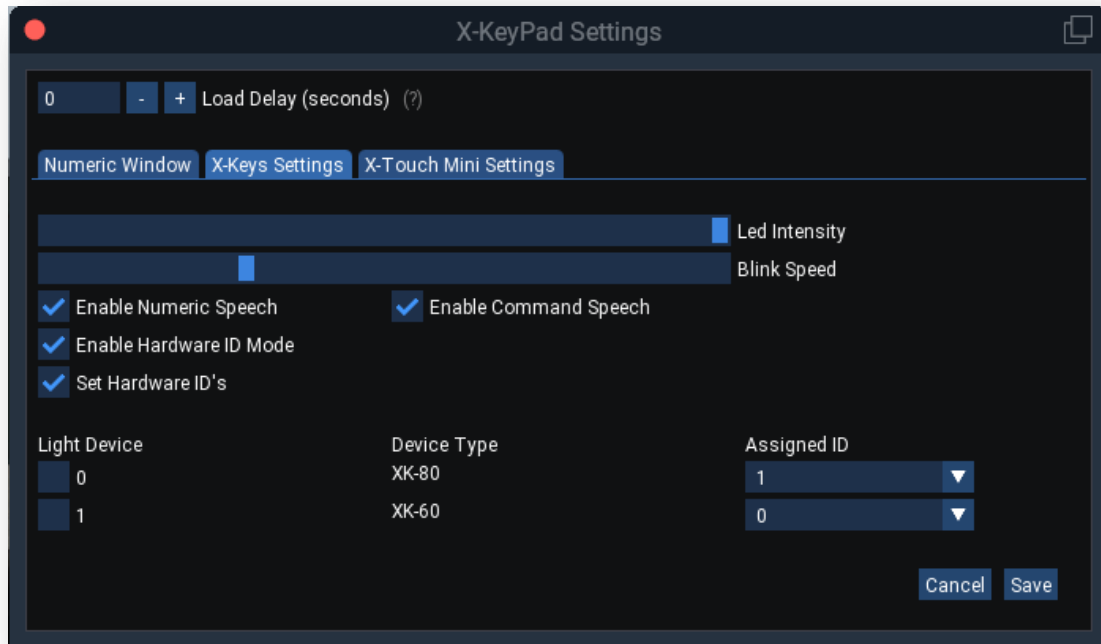 X-KeyPad Settings
0 - + Load Delay (seconds) (?)
Numeric Window X-Keys Settings X-Touch Mini Settings
Led Intensity
Blink Speed
Enable Numeric Speech Enable Command Speech
Enable Hardware ID Mode
Set Hardware ID's
Light Device Device Type Assigned ID
0 XK-80 1
1 XK-60 0
Cancel Save